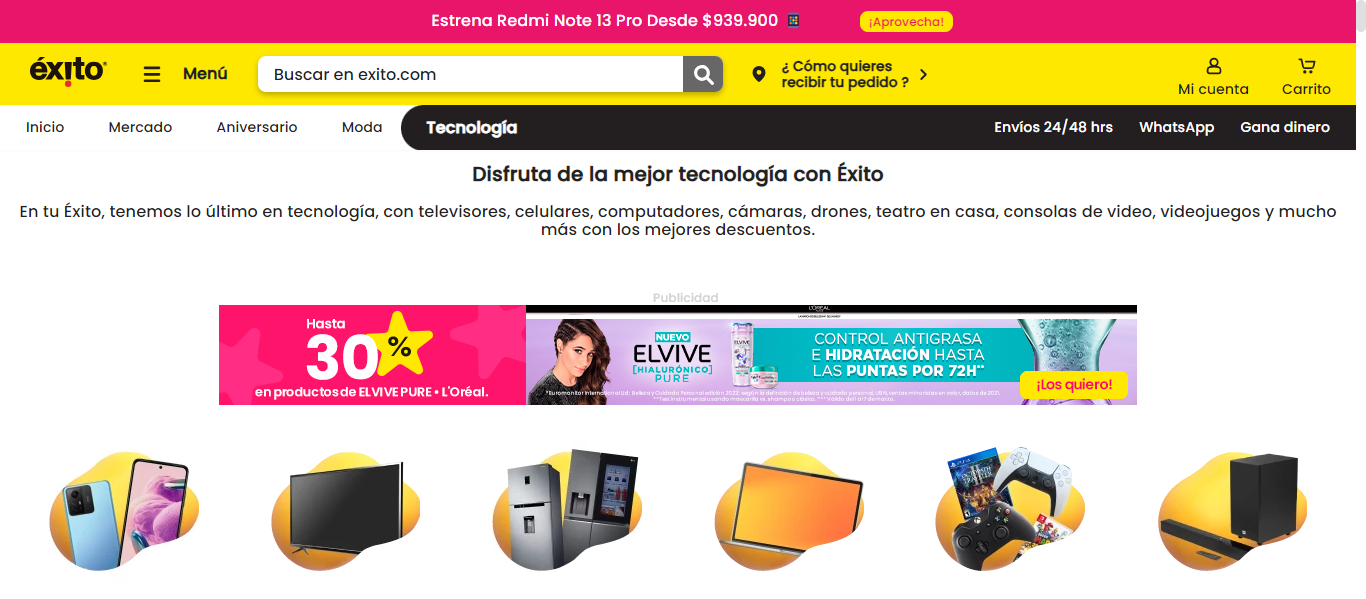 Estrena Redmi Note 13 Pro Desde $939.900
¡Aprovecha!
éxito
Menú
Buscar en exito.com
¿ Cómo quieres
recibir tu pedido ?
Mi cuenta
Carrito
Inicio
Mercado
Aniversario
Moda
Tecnología
Envíos 24/48 hrs
WhatsApp
Gana dinero
Disfruta de la mejor tecnología con Éxito
En tu Éxito, tenemos lo último en tecnología, con televisores, celulares, computadores, cámaras, drones, teatro en casa, consolas de video, videojuegos y mucho
más con los mejores descuentos.
Publicidad
Hasta
30%
en productos de ELVIVE PURE • L'Oréal.
L'ORÉAL
NUEVO
ELVIVE
[HIALURÓNICO]
PURE
ELVIVE
CONTROL ANTIGRASA
E HIDRATACIÓN HASTA
LAS PUNTAS POR 72H**
¡Los quiero!
OCTOPATH
TRAVELER